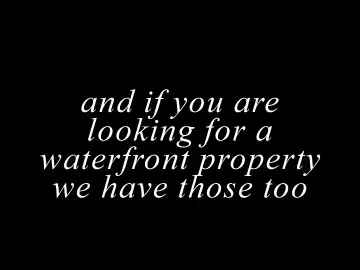 and if you are
looking for a
waterfront property
we have those too